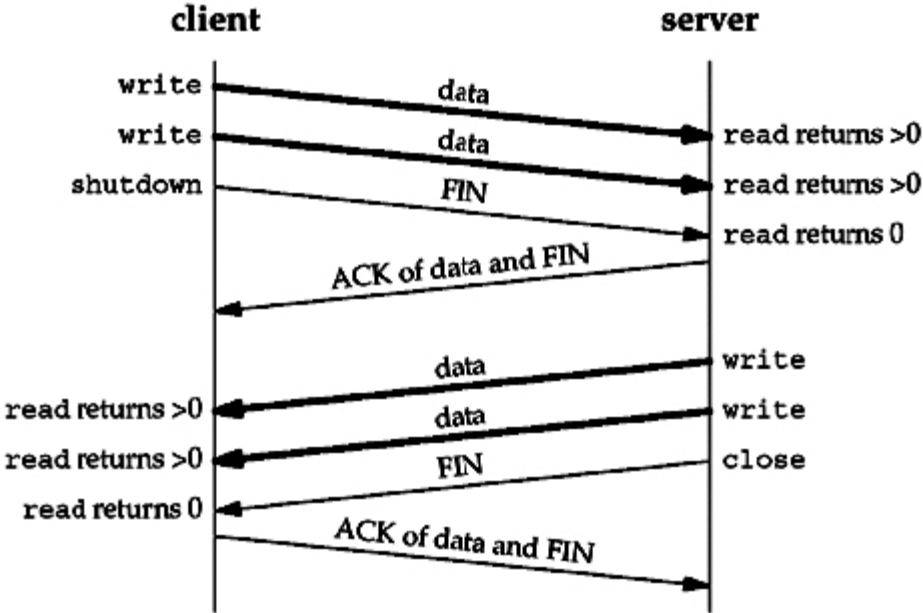 client server
write data
read returns >0
write data
shutdown FIN read returns >0
read returns 0
ACK of data and FIN
data write
read returns >0 data write
read returns >0 FIN close
read returns 0
ACK of data and FIN